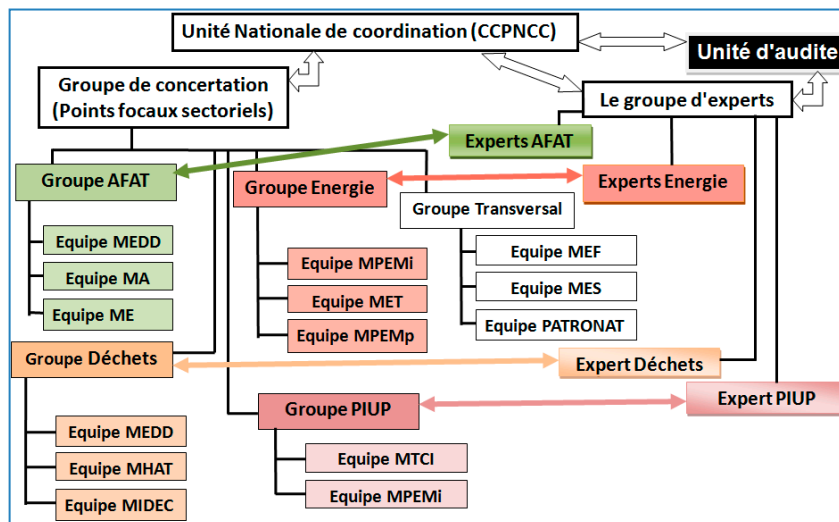 Unité Nationale de coordination (CCPNCC)
Unité d'audite
Groupe de concertation
(Points focaux sectoriels)
Le groupe d'experts
Experts AFAT
Groupe AFAT
Groupe Energie
Experts Energie
Groupe Transversal
Equipe MEDD
Equipe MA
Equipe ME
Equipe MPEMi
Equipe MET
Equipe MPEMp
Equipe MEF
Equipe MES
Equipe PATRONAT
Groupe Déchets
Expert Déchets
Groupe PIUP
Expert PIUP
Equipe MEDD
Equipe MHAT
Equipe MIDEC
Equipe MTCI
Equipe MPEMi